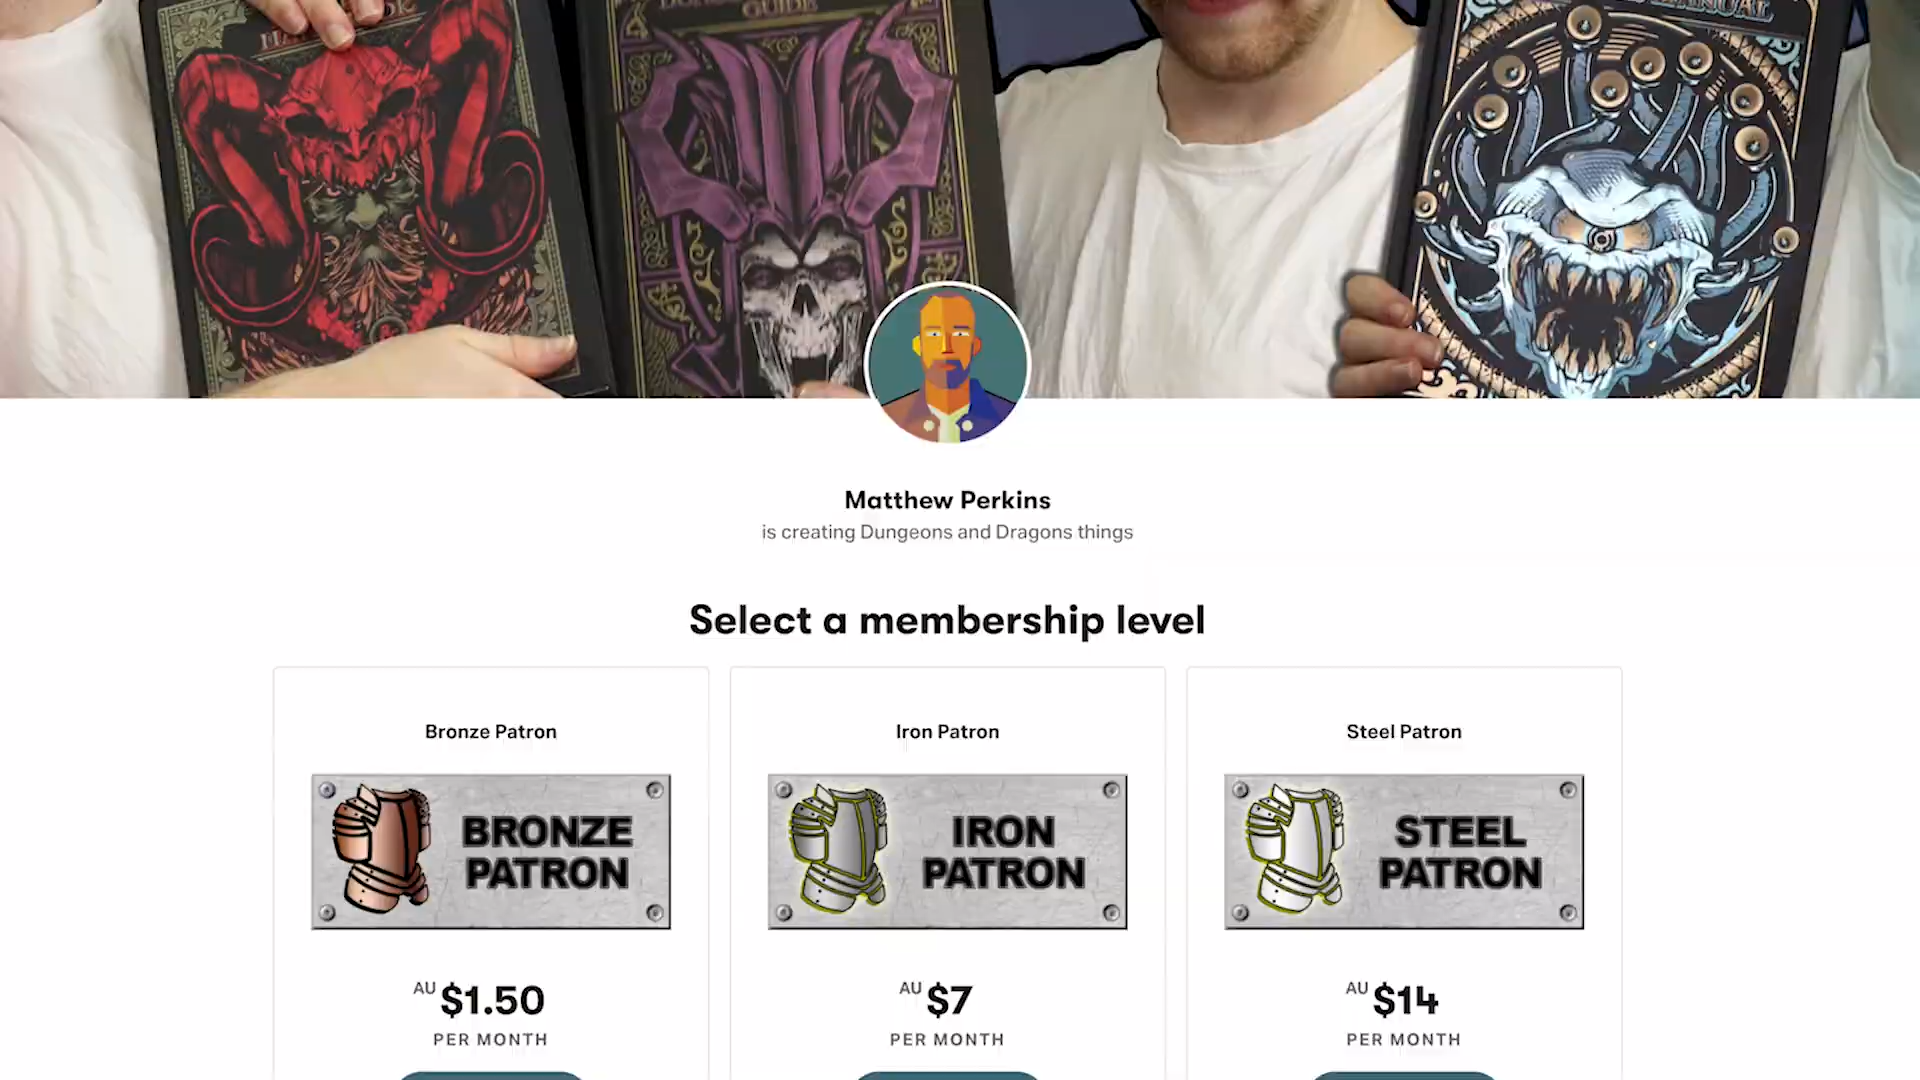 GUIDE
MANUAL
Matthew Perkins
is creating Dungeons and Dragons things
Select a membership level
Bronze Patron
Iron Patron
Steel Patron
BRONZE
PATRON
IRON
PATRON
STEEL
PATRON
AU $1.50
PER MONTH
AU $7
PER MONTH
AU $14
PER MONTH